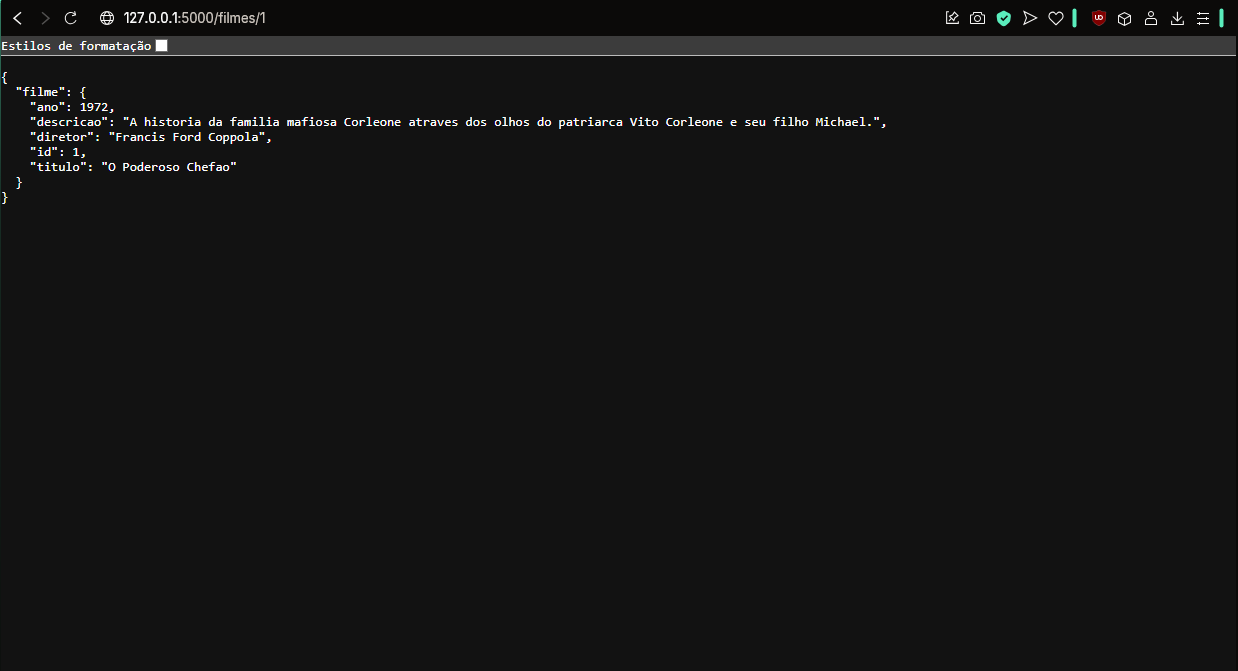 127.0.0.1:5000/filmes/1
UD
Estilos de formatação
{
  "filme": {
    "ano": 1972,
    "descricao": "A historia da familia mafiosa Corleone atraves dos olhos do patriarca Vito Corleone e seu filho Michael.",
    "diretor": "Francis Ford Coppola",
    "id": 1,
    "titulo": "O Poderoso Chefao"
  }
}